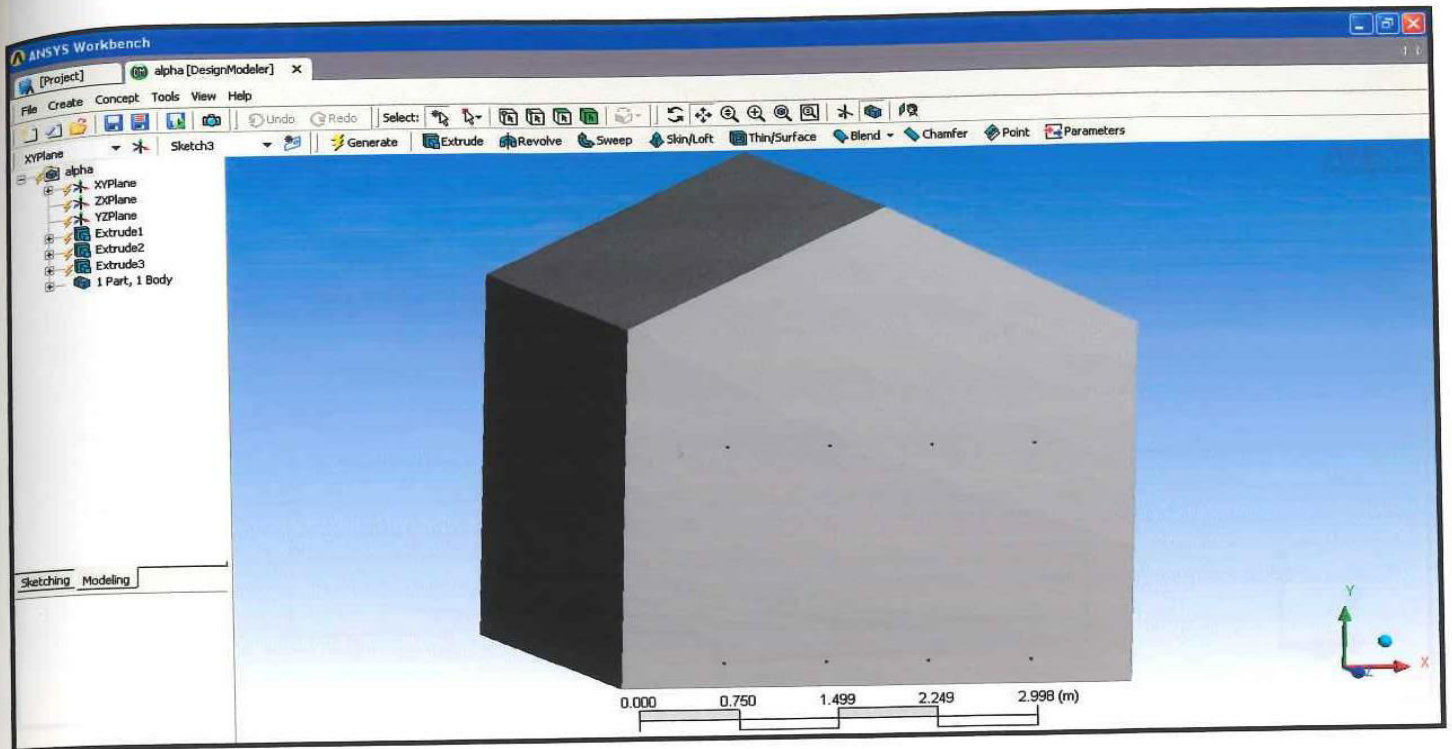 ANSYS Workbench
[Project] alpha [DesignModeler] ×
File Create Concept Tools View Help
Undo Redo Select:
XYPlane Sketch3 Generate Extrude Revolve Sweep Skin/Loft Thin/Surface Blend Chamfer Point Parameters
alpha
XYPlane
ZXPlane
YZPlane
Extrude1
Extrude2
Extrude3
1 Part, 1 Body
Sketching Modeling
Y
X
Z
0.000 0.750 1.499 2.249 2.998 (m)